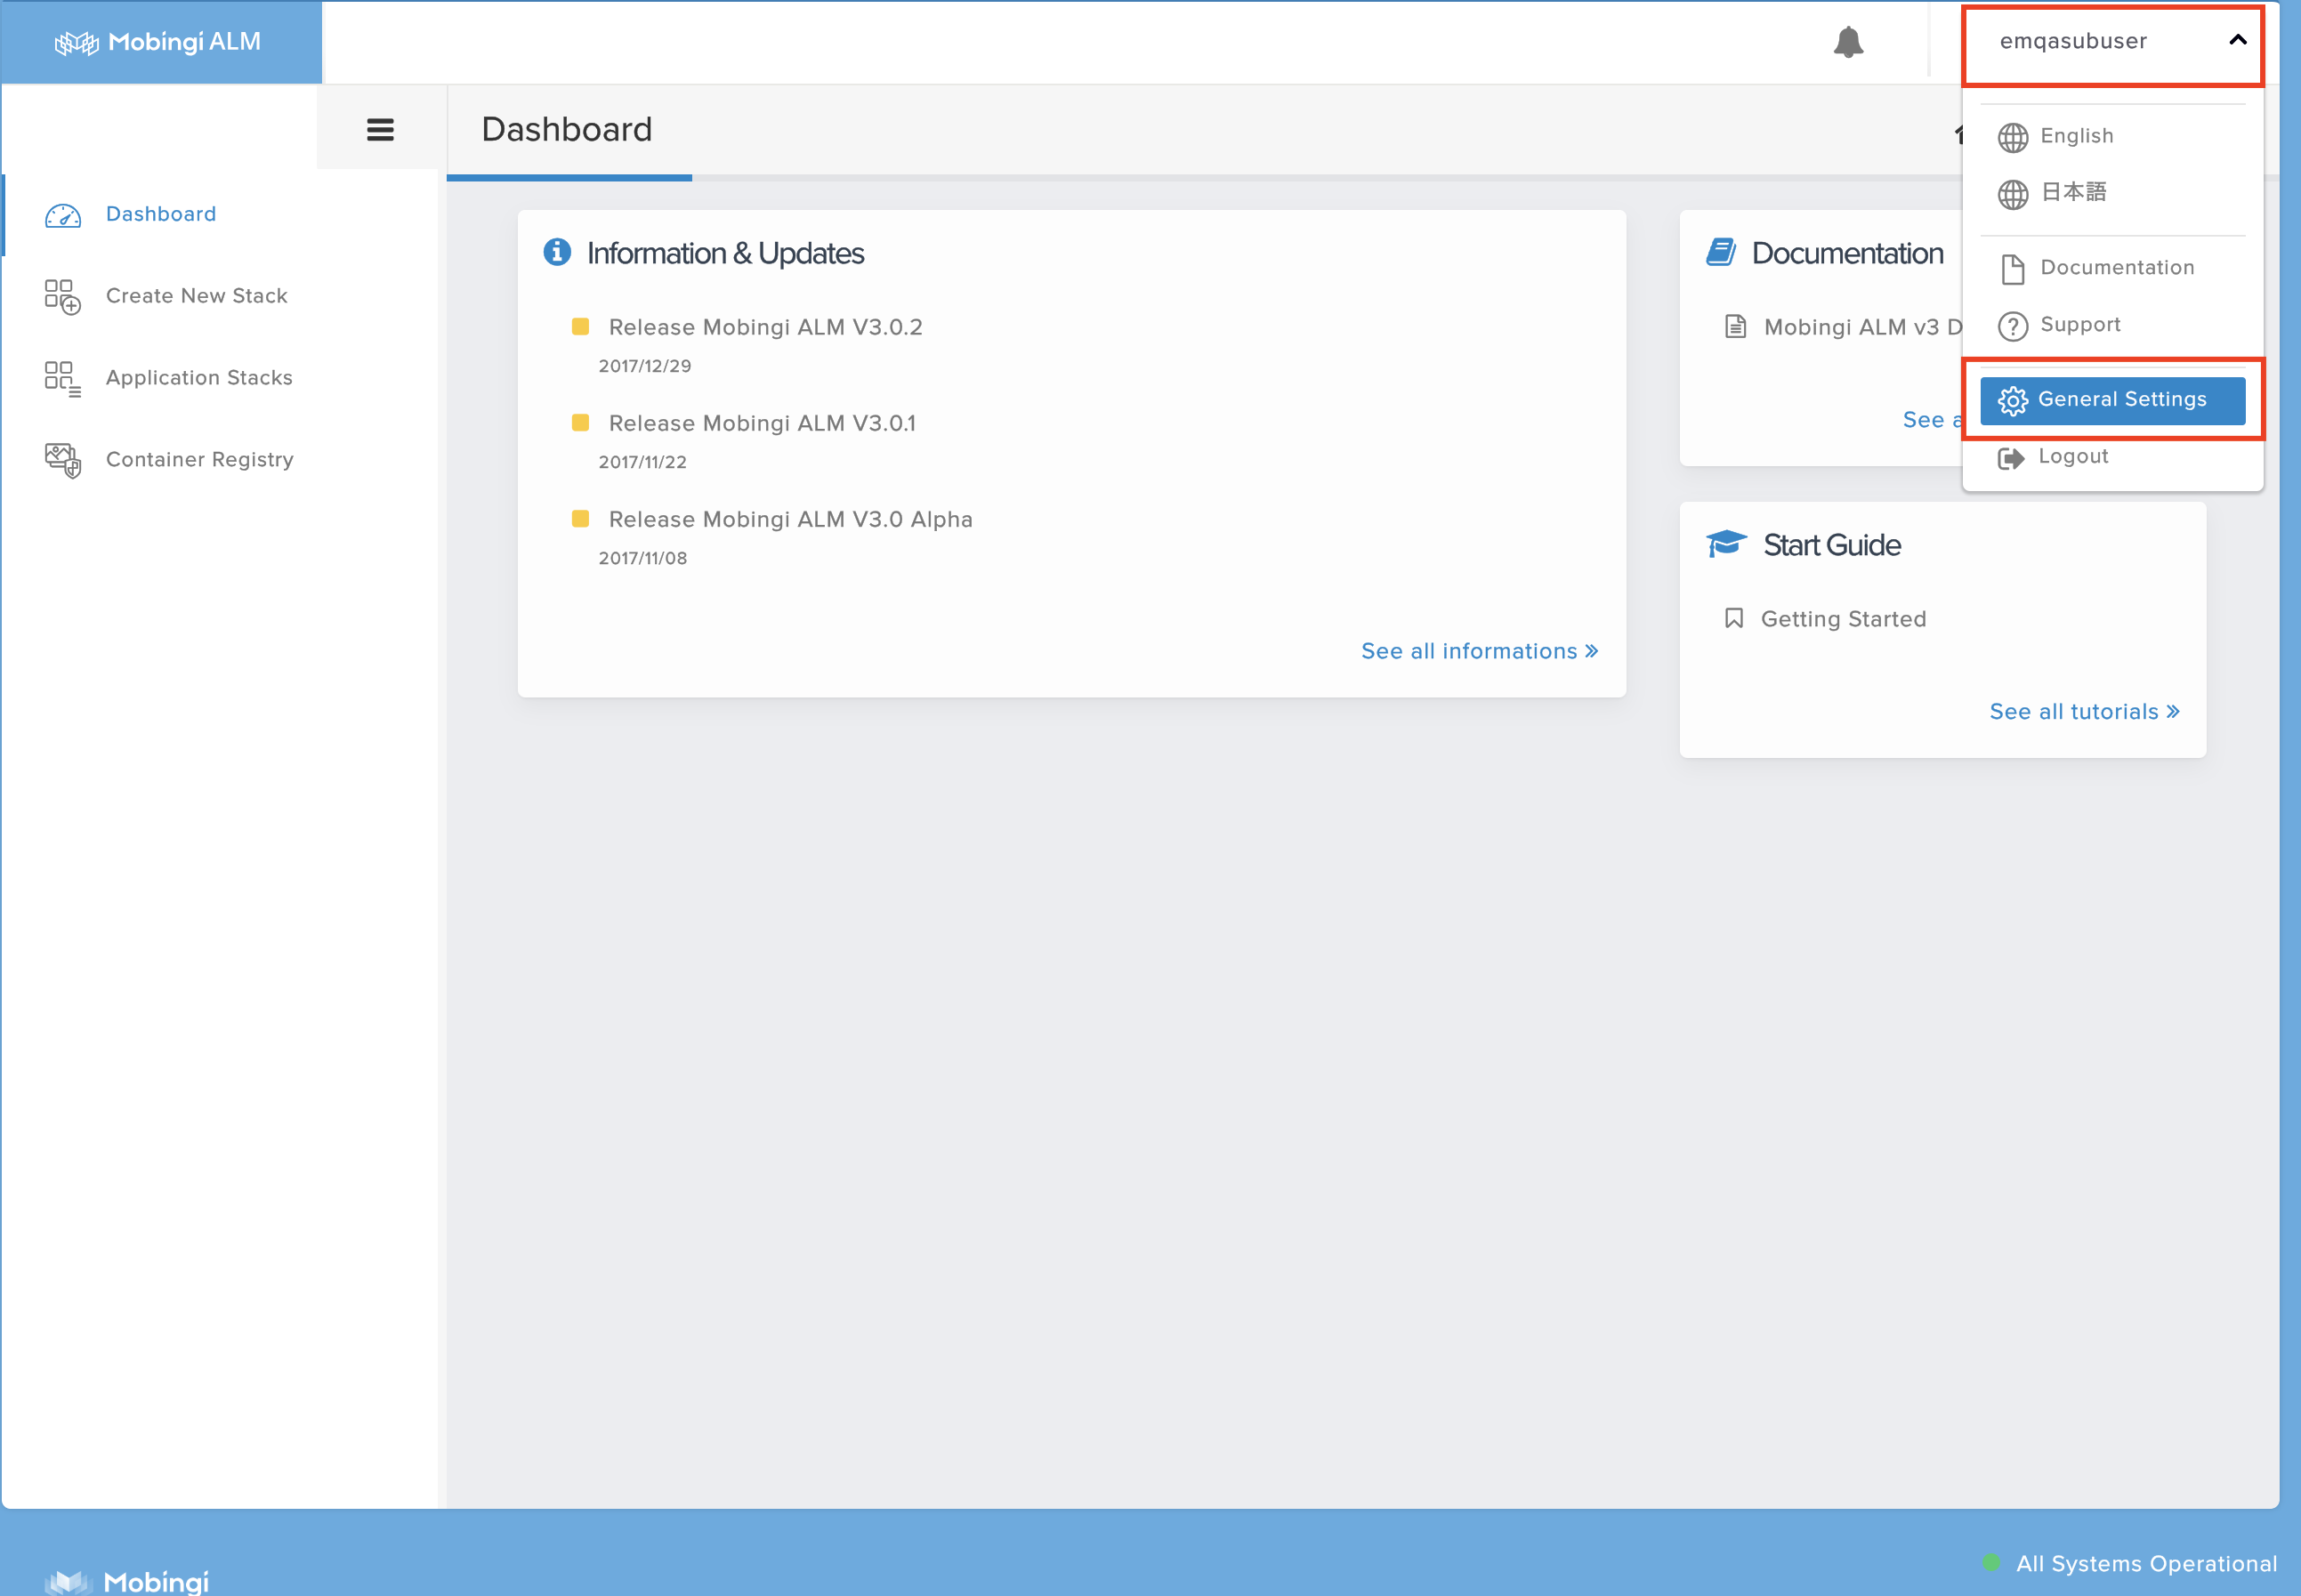 Mobingi ALM
emqasubuser
Dashboard
English
日本語
Documentation
Support
General Settings
Logout
Dashboard
Create New Stack
Application Stacks
Container Registry
Information & Updates
Release Mobingi ALM V3.0.2
2017/12/29
Release Mobingi ALM V3.0.1
2017/11/22
Release Mobingi ALM V3.0 Alpha
2017/11/08
See all informations »
Documentation
Mobingi ALM v3 D
See a
Start Guide
Getting Started
See all tutorials »
Mobingi
All Systems Operational